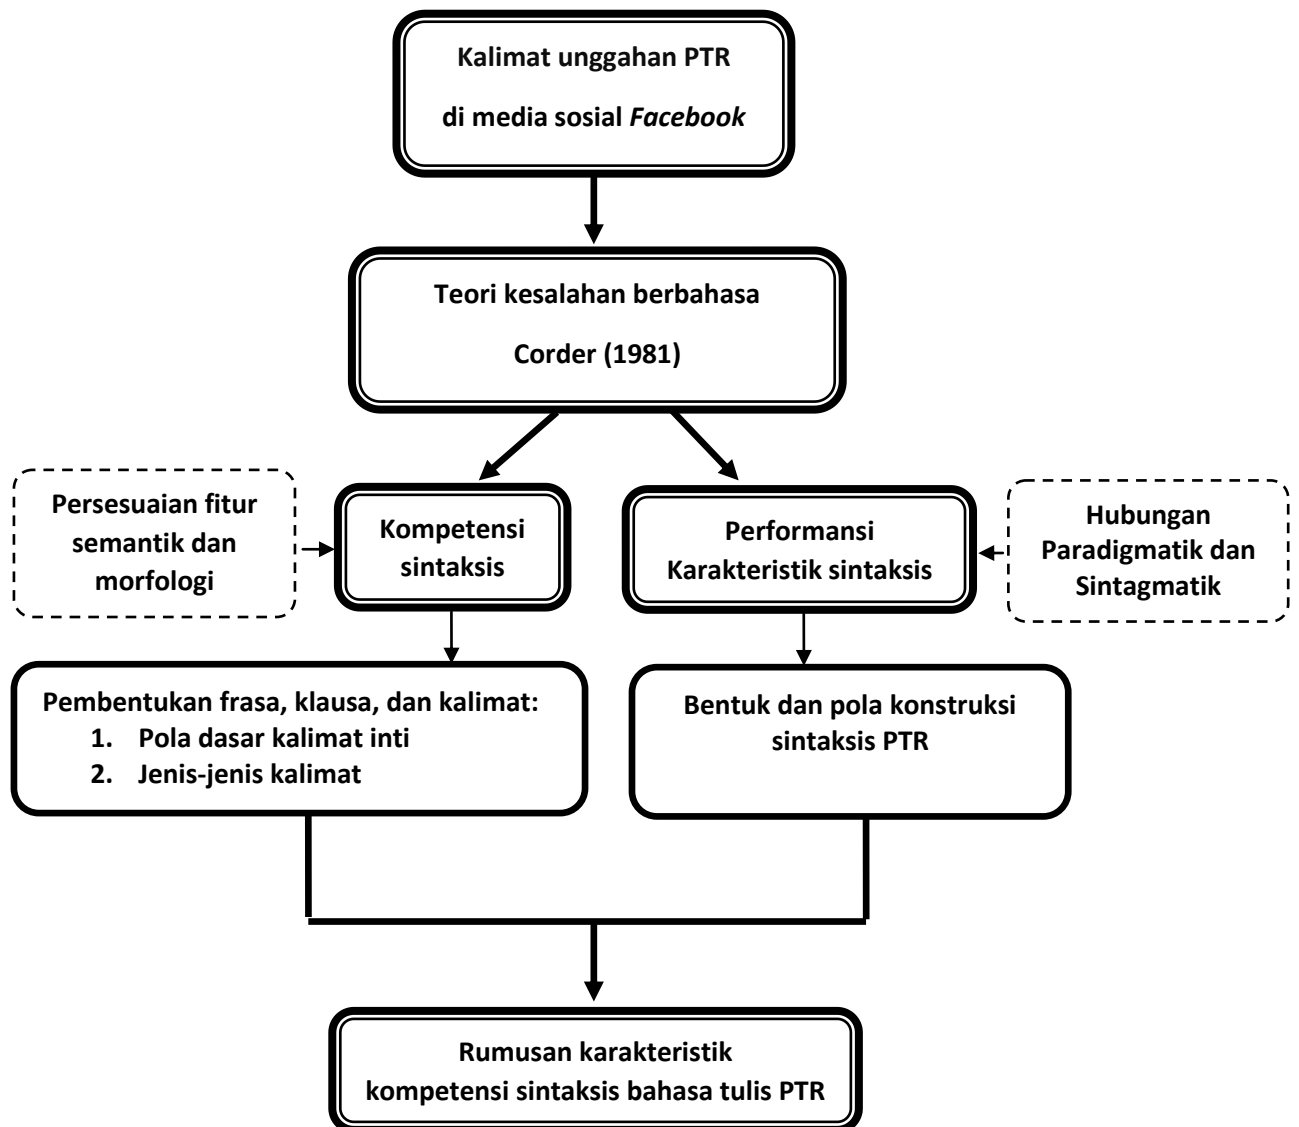 Kalimat unggahan PTR
di media sosial Facebook
Teori kesalahan berbahasa
Corder (1981)
Persesuaian fitur
semantik dan
morfologi
Kompetensi
sintaksis
Performansi
Karakteristik sintaksis
Hubungan
Paradigmatik dan
Sintagmatik
Pembentukan frasa, klausa, dan kalimat:
1. Pola dasar kalimat inti
2. Jenis-jenis kalimat
Bentuk dan pola konstruksi
sintaksis PTR
Rumusan karakteristik
kompetensi sintaksis bahasa tulis PTR